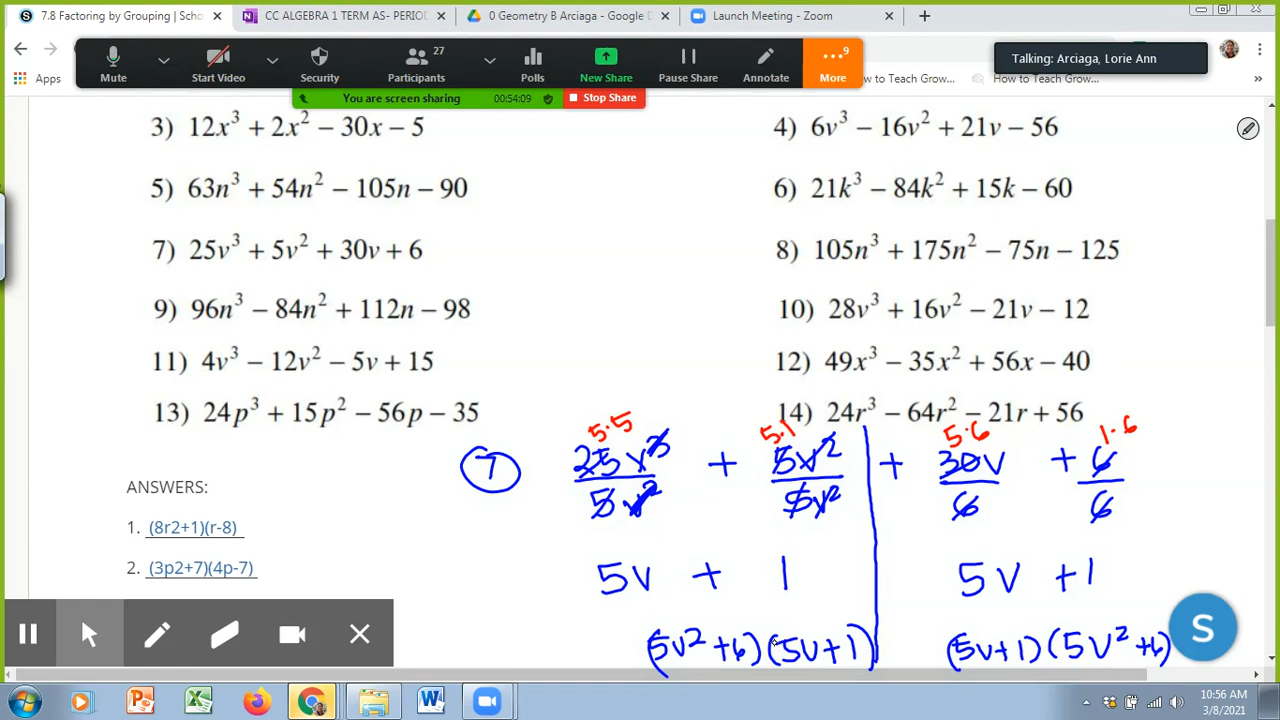 7.8 Factoring by Grouping | Scho
CC ALGEBRA 1 TERM AS- PERIO
0 Geometry B Arciaga - Google D
Launch Meeting - Zoom
Apps
Mute
Start Video
Security
27
Participants
Polls
New Share
Pause Share
Annotate
9
More
Talking: Arciaga, Lorie Ann
ow to Teach Grow...
How to Teach Grow...
You are screen sharing
00:54:09
Stop Share
3) 12x³ + 2x² − 30x − 5
4) 6v³ − 16v² + 21v − 56
5) 63n³ + 54n² − 105n − 90
6) 21k³ − 84k² + 15k − 60
7) 25v³ + 5v² + 30v + 6
8) 105n³ + 175n² − 75n − 125
9) 96n³ − 84n² + 112n − 98
10) 28v³ + 16v² − 21v − 12
11) 4v³ − 12v² − 5v + 15
12) 49x³ − 35x² + 56x − 40
13) 24p³ + 15p² − 56p − 35
14) 24r³ − 64r² − 21r + 56
5·5 5·1 5·6 1·6
7 25v³ + 5v² + 30v + 6
5v² 5v² 6 6
5v + 1 5v + 1
(5v²+6)(5v+1) (5v+1)(5v²+6)
ANSWERS:
1. (8r2+1)(r-8)
2. (3p2+7)(4p-7)
S
10:56 AM
3/8/2021